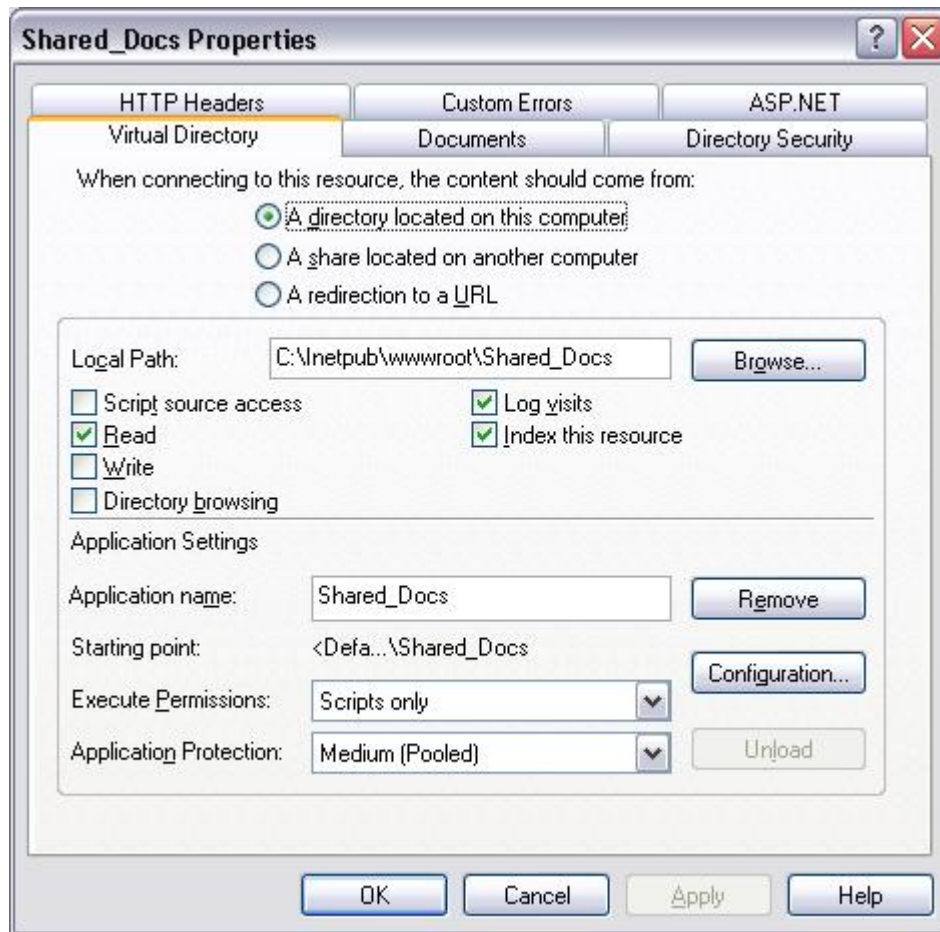 Shared_Docs Properties
HTTP Headers Custom Errors ASP.NET
Virtual Directory Documents Directory Security
When connecting to this resource, the content should come from:
A directory located on this computer
A share located on another computer
A redirection to a URL
Local Path: C:\Inetpub\wwwroot\Shared_Docs Browse...
Script source access Log visits
Read Index this resource
Write
Directory browsing
Application Settings
Application name: Shared_Docs Remove
Starting point: <Defa...\Shared_Docs
Configuration...
Execute Permissions: Scripts only
Application Protection: Medium (Pooled) Unload
OK Cancel Apply Help